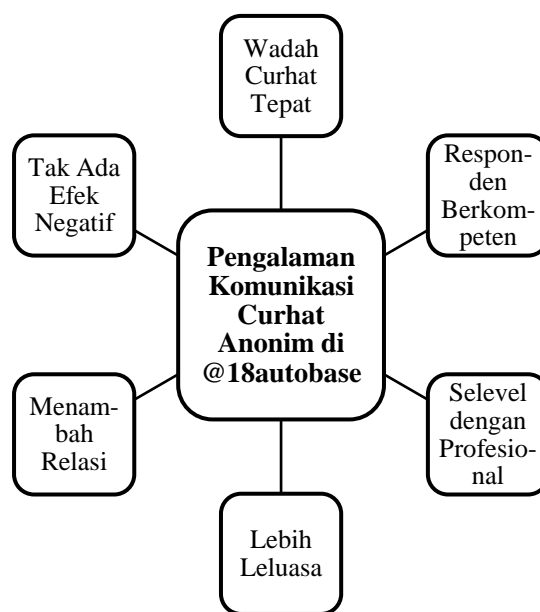 Wadah
Curhat
Tepat
Tak Ada
Efek
Negatif
Respon-
den
Berkom-
peten
Pengalaman
Komunikasi
Curhat
Anonim di
@18autobase
Menam-
bah
Relasi
Selevel
dengan
Profesio-
nal
Lebih
Leluasa